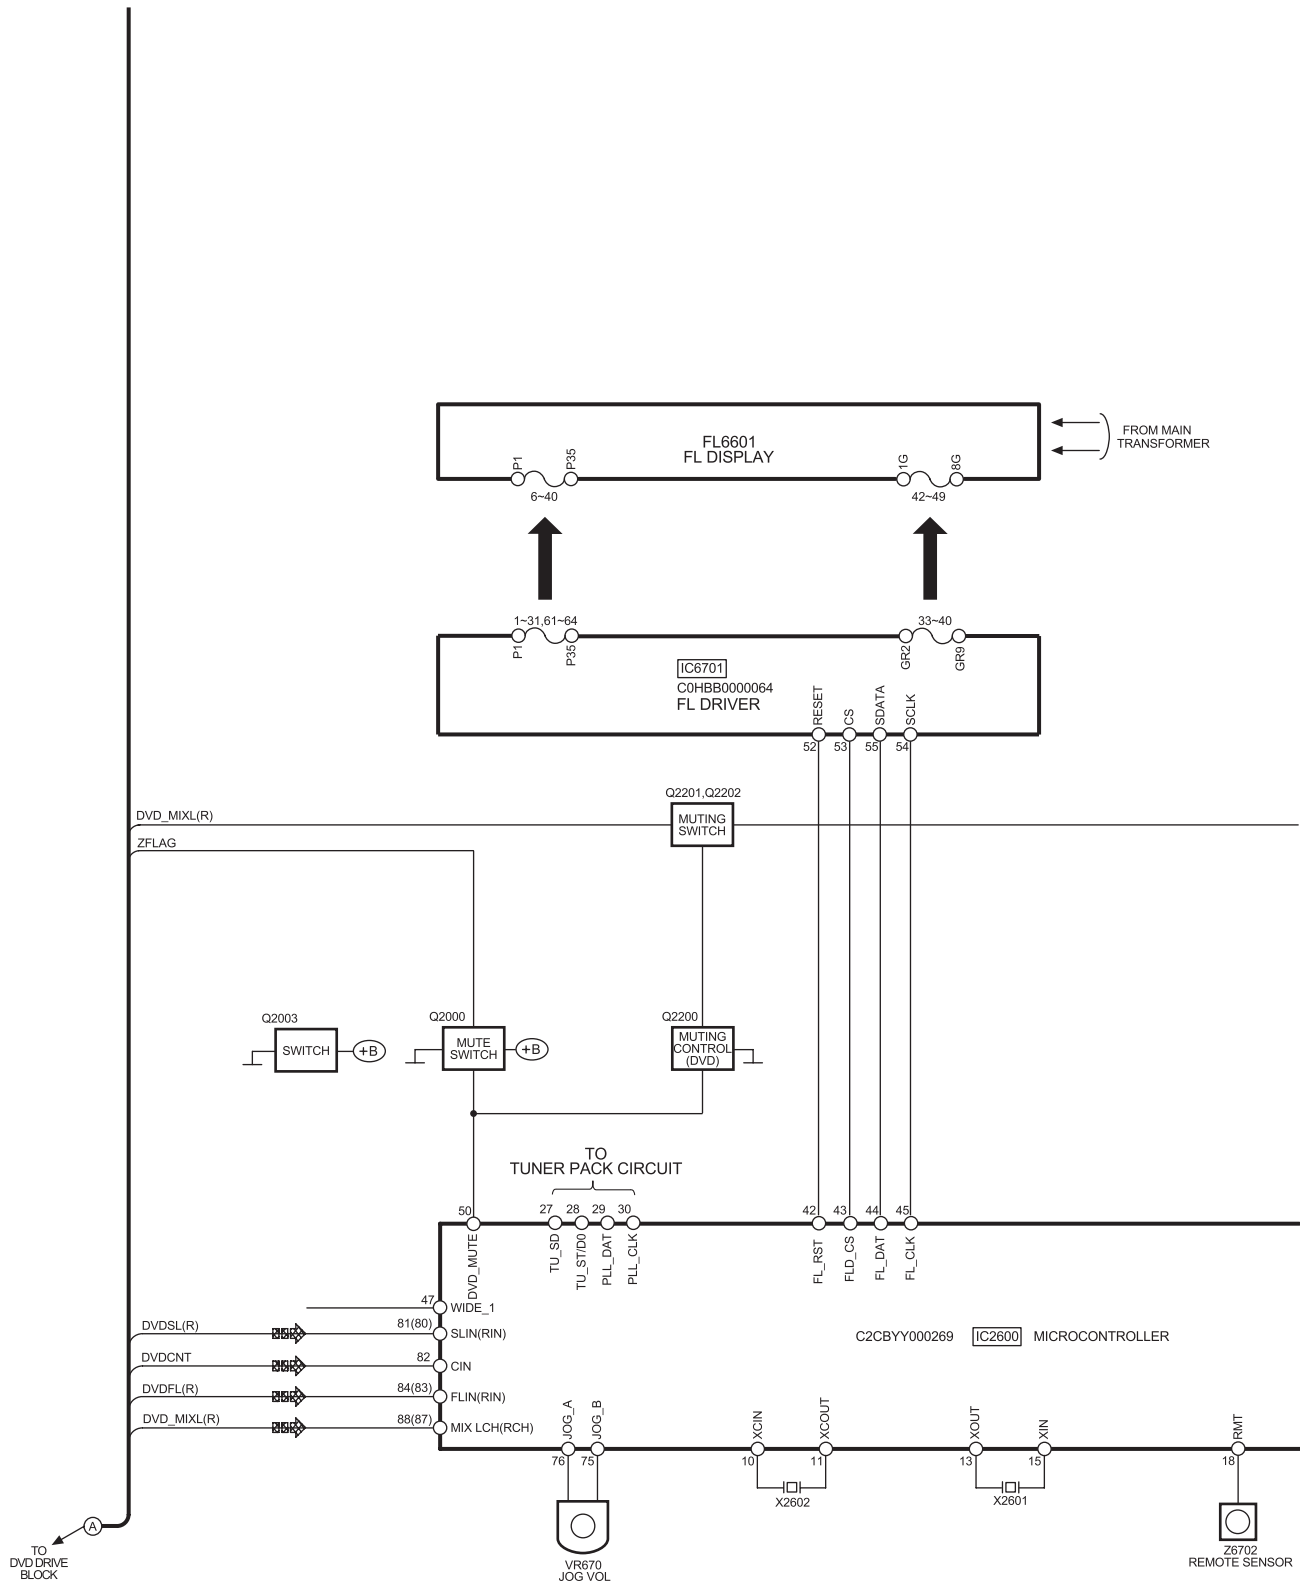 FL6601
FL DISPLAY
P1
P35
1G
8G
6~40
42~49
FROM MAIN
TRANSFORMER
1~31,61~64
33~40
P1
P35
GR2
GR9
IC6701
C0HBB0000064
FL DRIVER
RESET
CS
SDATA
SCLK
52
53
55
54
Q2201,Q2202
MUTING
SWITCH
DVD_MIXL(R)
ZFLAG
Q2003
SWITCH
+B
Q2000
MUTE
SWITCH
+B
Q2200
MUTING
CONTROL
(DVD)
TO
TUNER PACK CIRCUIT
50
27
28
29
30
42
43
44
45
DVD_MUTE
TU_SD
TU_ST/D0
PLL_DAT
PLL_CLK
FL_RST
FLD_CS
FL_DAT
FL_CLK
47
WIDE_1
DVDSL(R)
81(80)
SLIN(RIN)
DVDCNT
82
CIN
DVDFL(R)
84(83)
FLIN(RIN)
DVD_MIXL(R)
88(87)
MIX LCH(RCH)
C2CBYY000269
IC2600
MICROCONTROLLER
JOG_A
JOG_B
XCIN
XCOUT
XOUT
XIN
RMT
76
75
10
11
13
15
18
X2602
X2601
VR670
JOG VOL
Z6702
REMOTE SENSOR
A
TO
DVD DRIVE
BLOCK